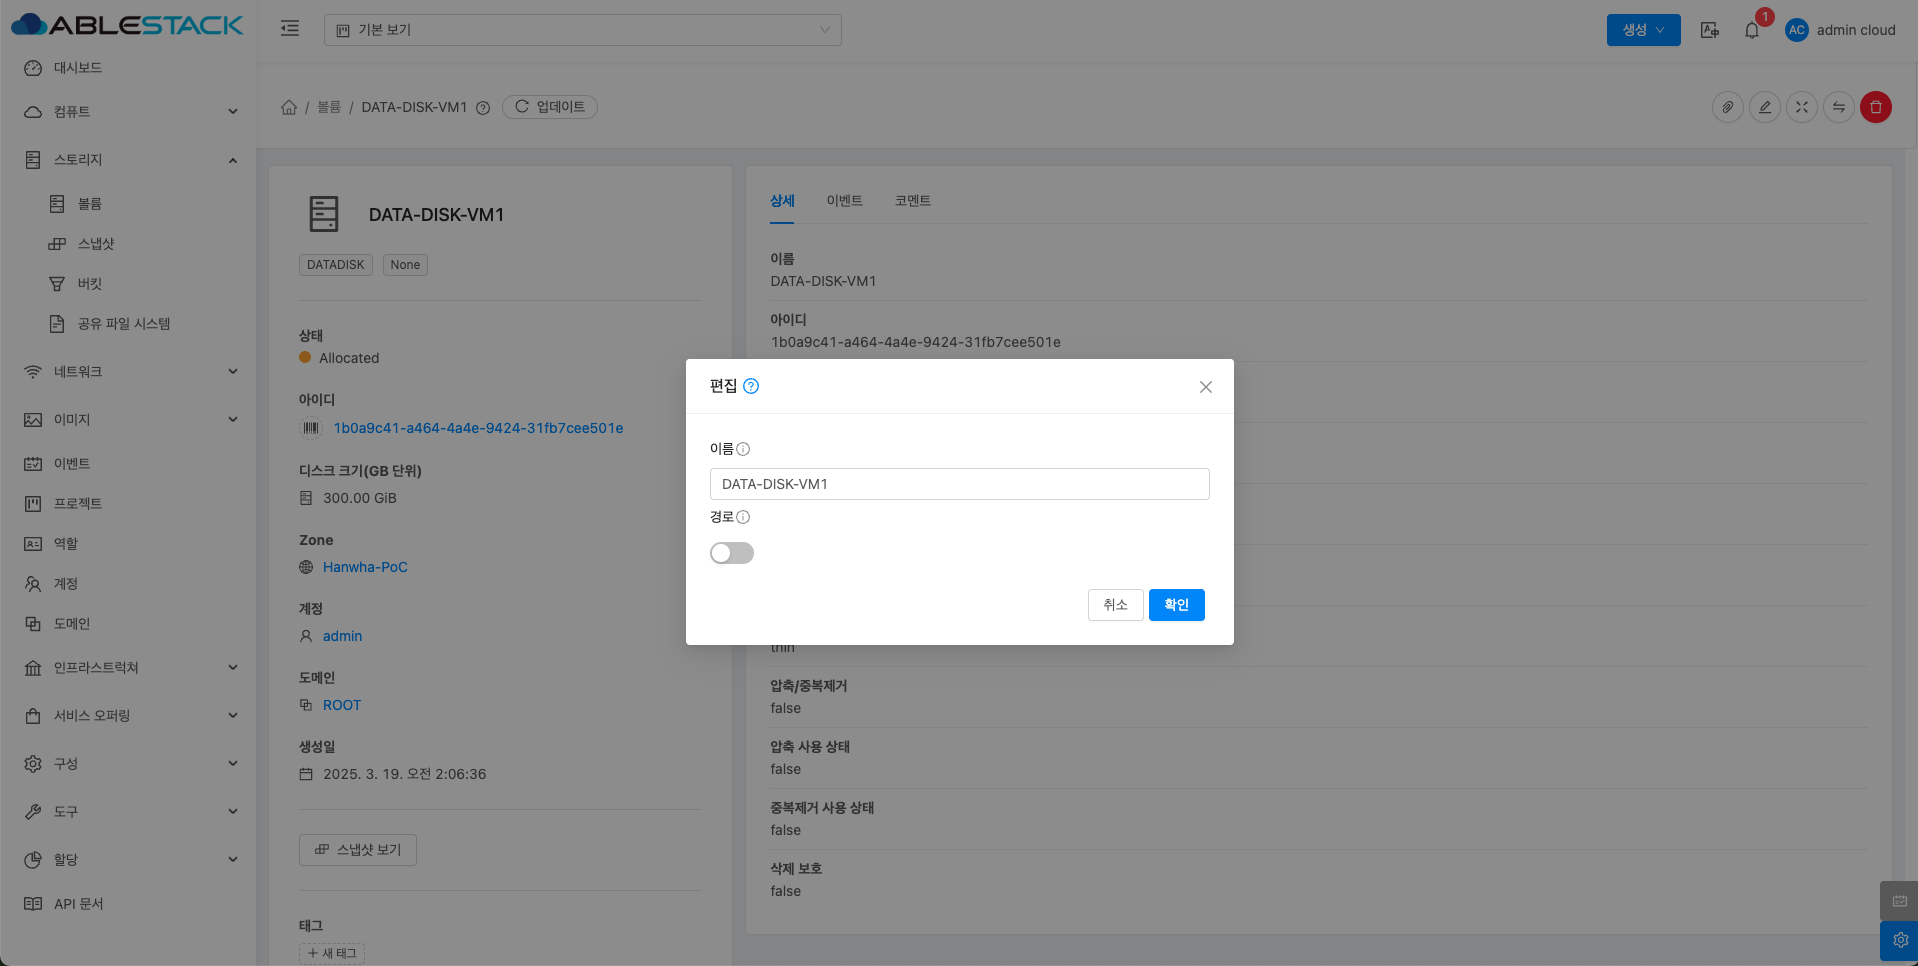 ABLESTACK
기본 보기
생성
1
AC
admin cloud
대시보드
컴퓨트
스토리지
볼륨
스냅샷
버킷
공유 파일 시스템
네트워크
이미지
이벤트
프로젝트
역할
계정
도메인
인프라스트럭쳐
서비스 오퍼링
구성
도구
할당
API 문서
/ 볼륨 / DATA-DISK-VM1
업데이트
DATA-DISK-VM1
DATADISK
None
상태
Allocated
아이디
1b0a9c41-a464-4a4e-9424-31fb7cee501e
디스크 크기(GB 단위)
300.00 GiB
Zone
Hanwha-PoC
계정
admin
도메인
ROOT
생성일
2025. 3. 19. 오전 2:06:36
스냅샷 보기
태그
새 태그
상세
이벤트
코멘트
이름
DATA-DISK-VM1
아이디
1b0a9c41-a464-4a4e-9424-31fb7cee501e
편집
이름
DATA-DISK-VM1
경로
취소
확인
thin
압축/중복제거
false
압축 사용 상태
false
중복제거 사용 상태
false
삭제 보호
false